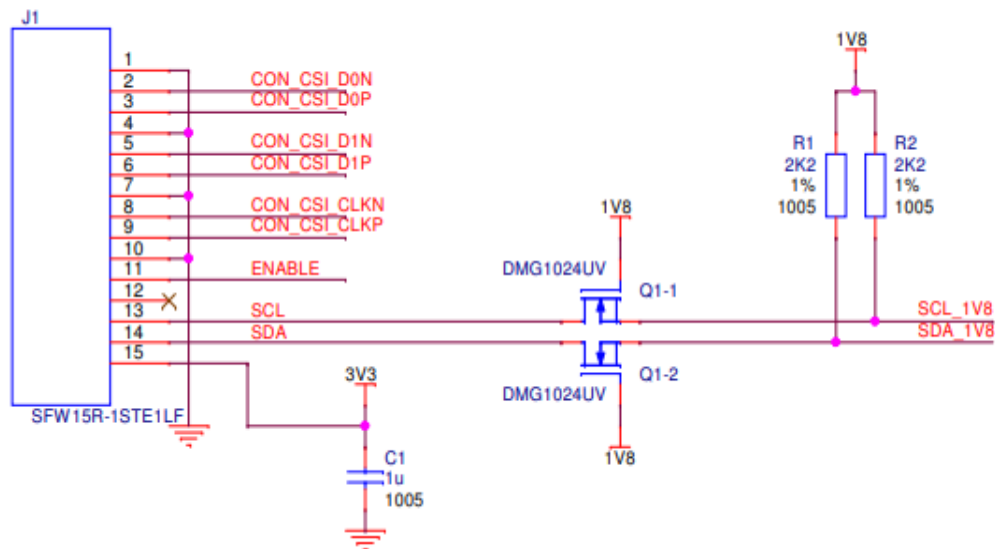 J1
1
2
3
4
5
6
7
8
9
10
11
12
13
14
15
CON_CSI_D0N
CON_CSI_D0P
CON_CSI_D1N
CON_CSI_D1P
CON_CSI_CLKN
CON_CSI_CLKP
ENABLE
SCL
SDA
SFW15R-1STE1LF
3V3
C1
1u
1005
1V8
DMG1024UV
Q1-1
Q1-2
DMG1024UV
1V8
1V8
R1
2K2
1%
1005
R2
2K2
1%
1005
SCL_1V8
SDA_1V8